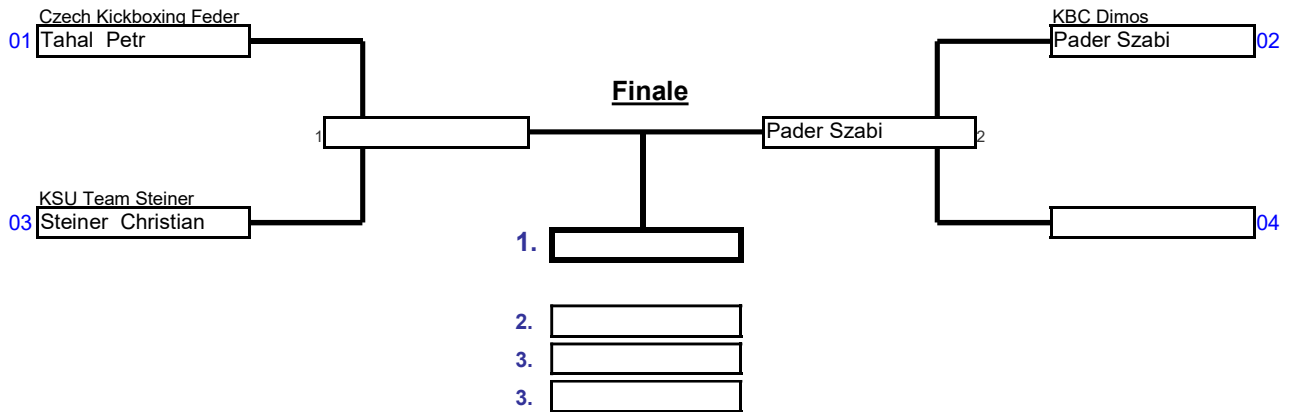 Czech Kickboxing Feder
01 Tahal Petr
KBC Dimos
Pader Szabi 02
Finale
1
Pader Szabi 2
KSU Team Steiner
03 Steiner Christian
04
1.
2.
3.
3.